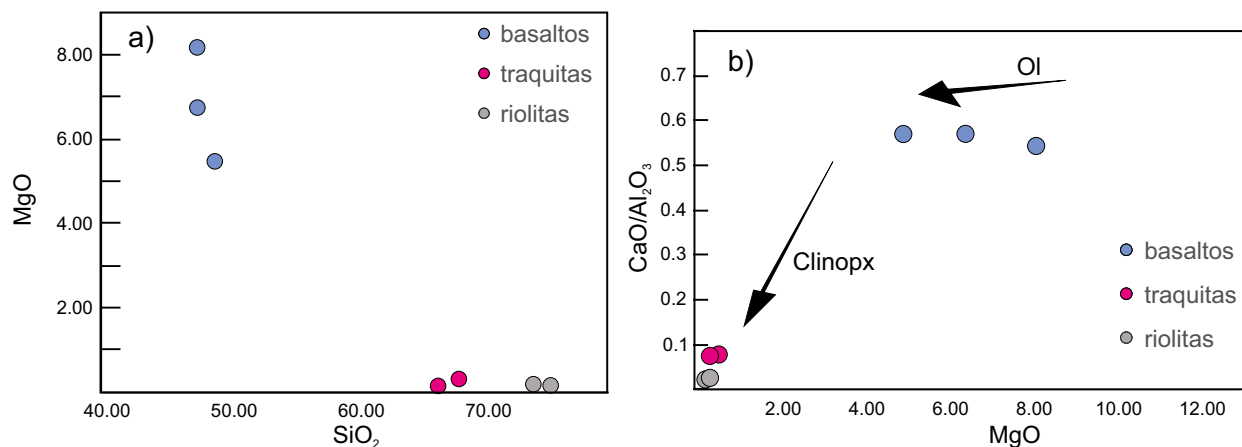 a)
basaltos
traquitas
riolitas
8.00
6.00
4.00
2.00
MgO
40.00 50.00 60.00 70.00
SiO₂
b)
Ol
Clinopx
0.7
0.6
0.5
0.4
0.3
0.2
0.1
CaO/Al₂O₃
basaltos
traquitas
riolitas
2.00 4.00 6.00 8.00 10.00 12.00
MgO